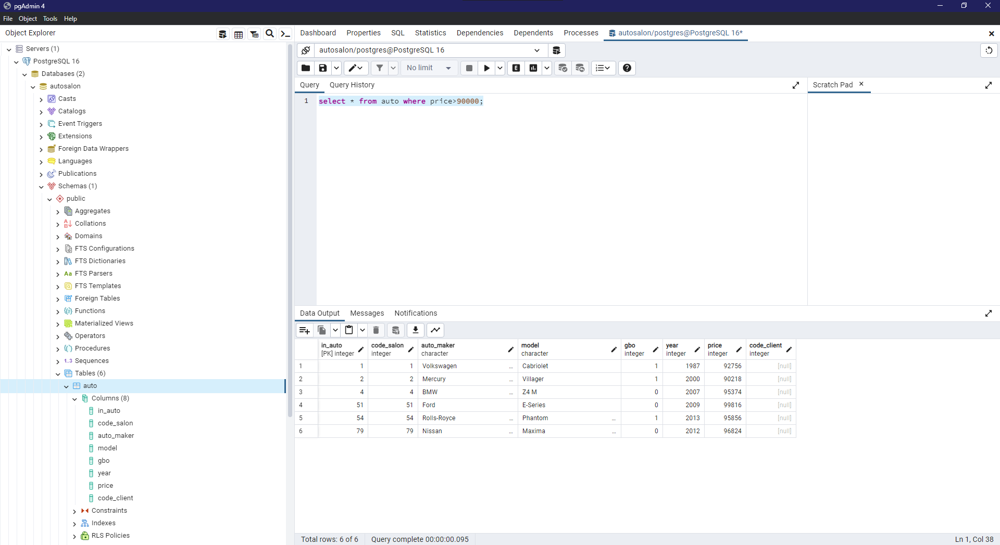 pgAdmin 4
File Object Tools Help
Object Explorer
Servers (1)
PostgreSQL 16
Databases (2)
autosalon
Casts
Catalogs
Event Triggers
Extensions
Foreign Data Wrappers
Languages
Publications
Schemas (1)
public
Aggregates
Collations
Domains
FTS Configurations
FTS Dictionaries
Aa FTS Parsers
FTS Templates
Foreign Tables
Functions
Materialized Views
Operators
Procedures
1..3 Sequences
Tables (6)
auto
Columns (8)
in_auto
code_salon
auto_maker
model
gbo
year
price
code_client
Constraints
Indexes
RLS Policies
Dashboard Properties SQL Statistics Dependencies Dependents Processes autosalon/postgres@PostgreSQL 16*
autosalon/postgres@PostgreSQL 16
No limit E
Query Query History
Scratch Pad
1 select * from auto where price>90000;
Data Output Messages Notifications
in_auto code_salon auto_maker model gbo year price code_client
[PK] integer integer character character integer integer integer integer
1 1 1 Volkswagen ... Cabriolet 1 1987 92756 [null]
2 2 2 Mercury ... Villager 1 2000 90218 [null]
3 4 4 BMW ... Z4 M 0 2007 95374 [null]
4 51 51 Ford ... E-Series 0 2009 99816 [null]
5 54 54 Rolls-Royce ... Phantom ... 1 2013 95856 [null]
6 79 79 Nissan ... Maxima ... 0 2012 96824 [null]
Total rows: 6 of 6 Query complete 00:00:00.095 Ln 1, Col 38